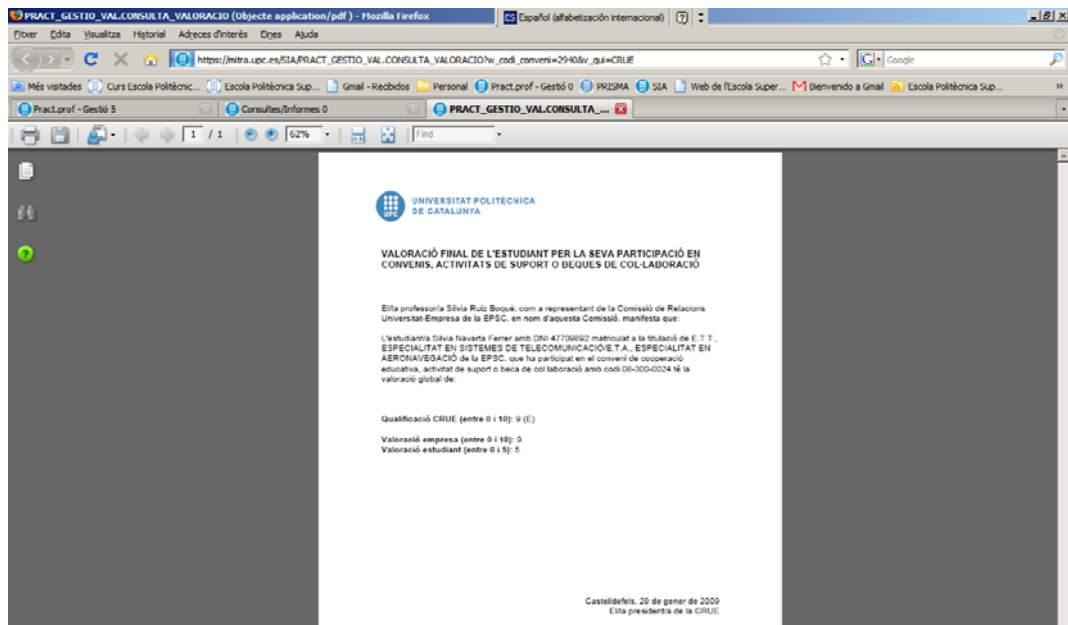 PRACT_GESTIO_VAL.CONSULTA_VALORACIO (Objecte application/pdf) - Mozilla Firefox
ES Español (alfabetización internacional)
Fitxer Edita Visualitza Historial Adreces d'interès Eines Ajuda
https://mitra.upc.es/SIA/PRACT_GESTIO_VAL.CONSULTA_VALORACIO?w_codi_conveni=2940&v_qui=CRUE
Google
Més visitades Curs Escola Politècnic... Escola Politècnica Sup... Gmail - Recibidos Personal Pract.prof - Gestió 0 PRISMA SIA Web de l'Escola Super... Bienvenido a Gmail Escola Politècnica Sup...
Pract.prof - Gestió 5 Consultes/Informes 0 PRACT_GESTIO_VAL.CONSULTA_...
1 / 1 62% Find
UPC
UNIVERSITAT POLITÈCNICA
DE CATALUNYA
VALORACIÓ FINAL DE L'ESTUDIANT PER LA SEVA PARTICIPACIÓ EN
CONVENIS, ACTIVITATS DE SUPORT O BEQUES DE COL·LABORACIÓ
El/la professor/a Silvia Ruiz Boqué, com a representant de la Comissió de Relacions
Universitat-Empresa de la EPSC, en nom d'aquesta Comissió, manifesta que:
L'estudiant/a Silvia Navarta Ferrer amb DNI 47709892 matriculat a la titulació de E.T.T.,
ESPECIALITAT EN SISTEMES DE TELECOMUNICACIÓ/E.T.A., ESPECIALITAT EN
AERONAVEGACIÓ de la EPSC, que ha participat en el conveni de cooperació
educativa, activitat de suport o beca de col·laboració amb codi 08-300-0024 té la
valoració global de:
Qualificació CRUE (entre 0 i 10): 9 (E)
Valoració empresa (entre 0 i 10): 9
Valoració estudiant (entre 0 i 5): 5
Castelldefels, 29 de gener de 2009
El/la president/a de la CRUE